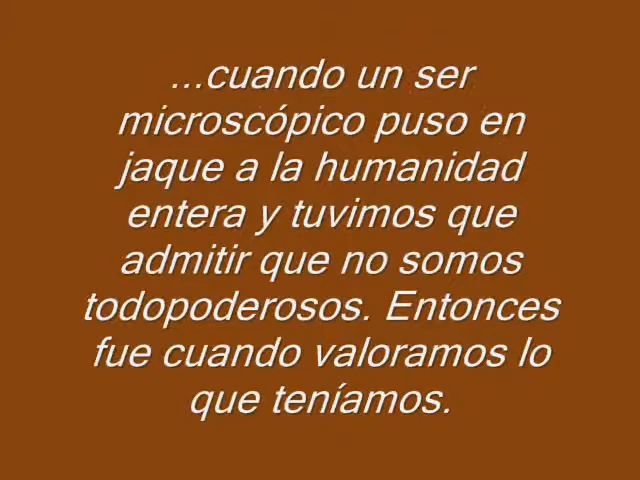 ...cuando un ser
microscópico puso en
jaque a la humanidad
entera y tuvimos que
admitir que no somos
todopoderosos. Entonces
fue cuando valoramos lo
que teníamos.